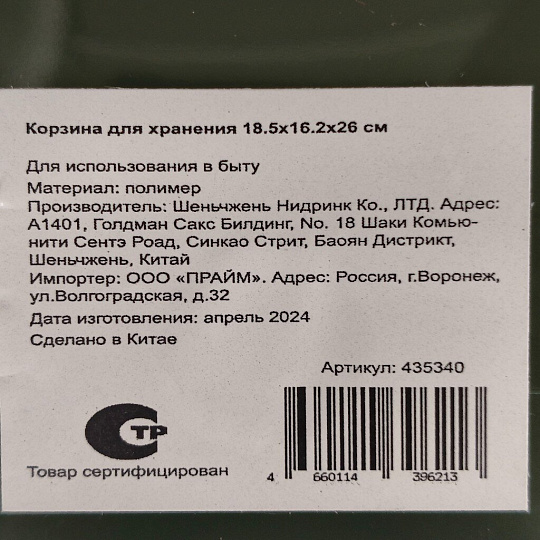 Корзина для хранения 18.5х16.2х26 см
Для использования в быту
Материал: полимер
Производитель: Шеньчжень Нидринк Ко., ЛТД. Адрес:
А1401, Голдман Сакс Билдинг, No. 18 Шаки Комью-
нити Сентэ Роад, Синкао Стрит, Баоян Дистрикт,
Шеньчжень, Китай
Импортер: ООО «ПРАЙМ». Адрес: Россия, г.Воронеж,
ул.Волгоградская, д.32
Дата изготовления: апрель 2024
Сделано в Китае
Артикул: 435340
СТР
Товар сертифицирован
4 660114 396213